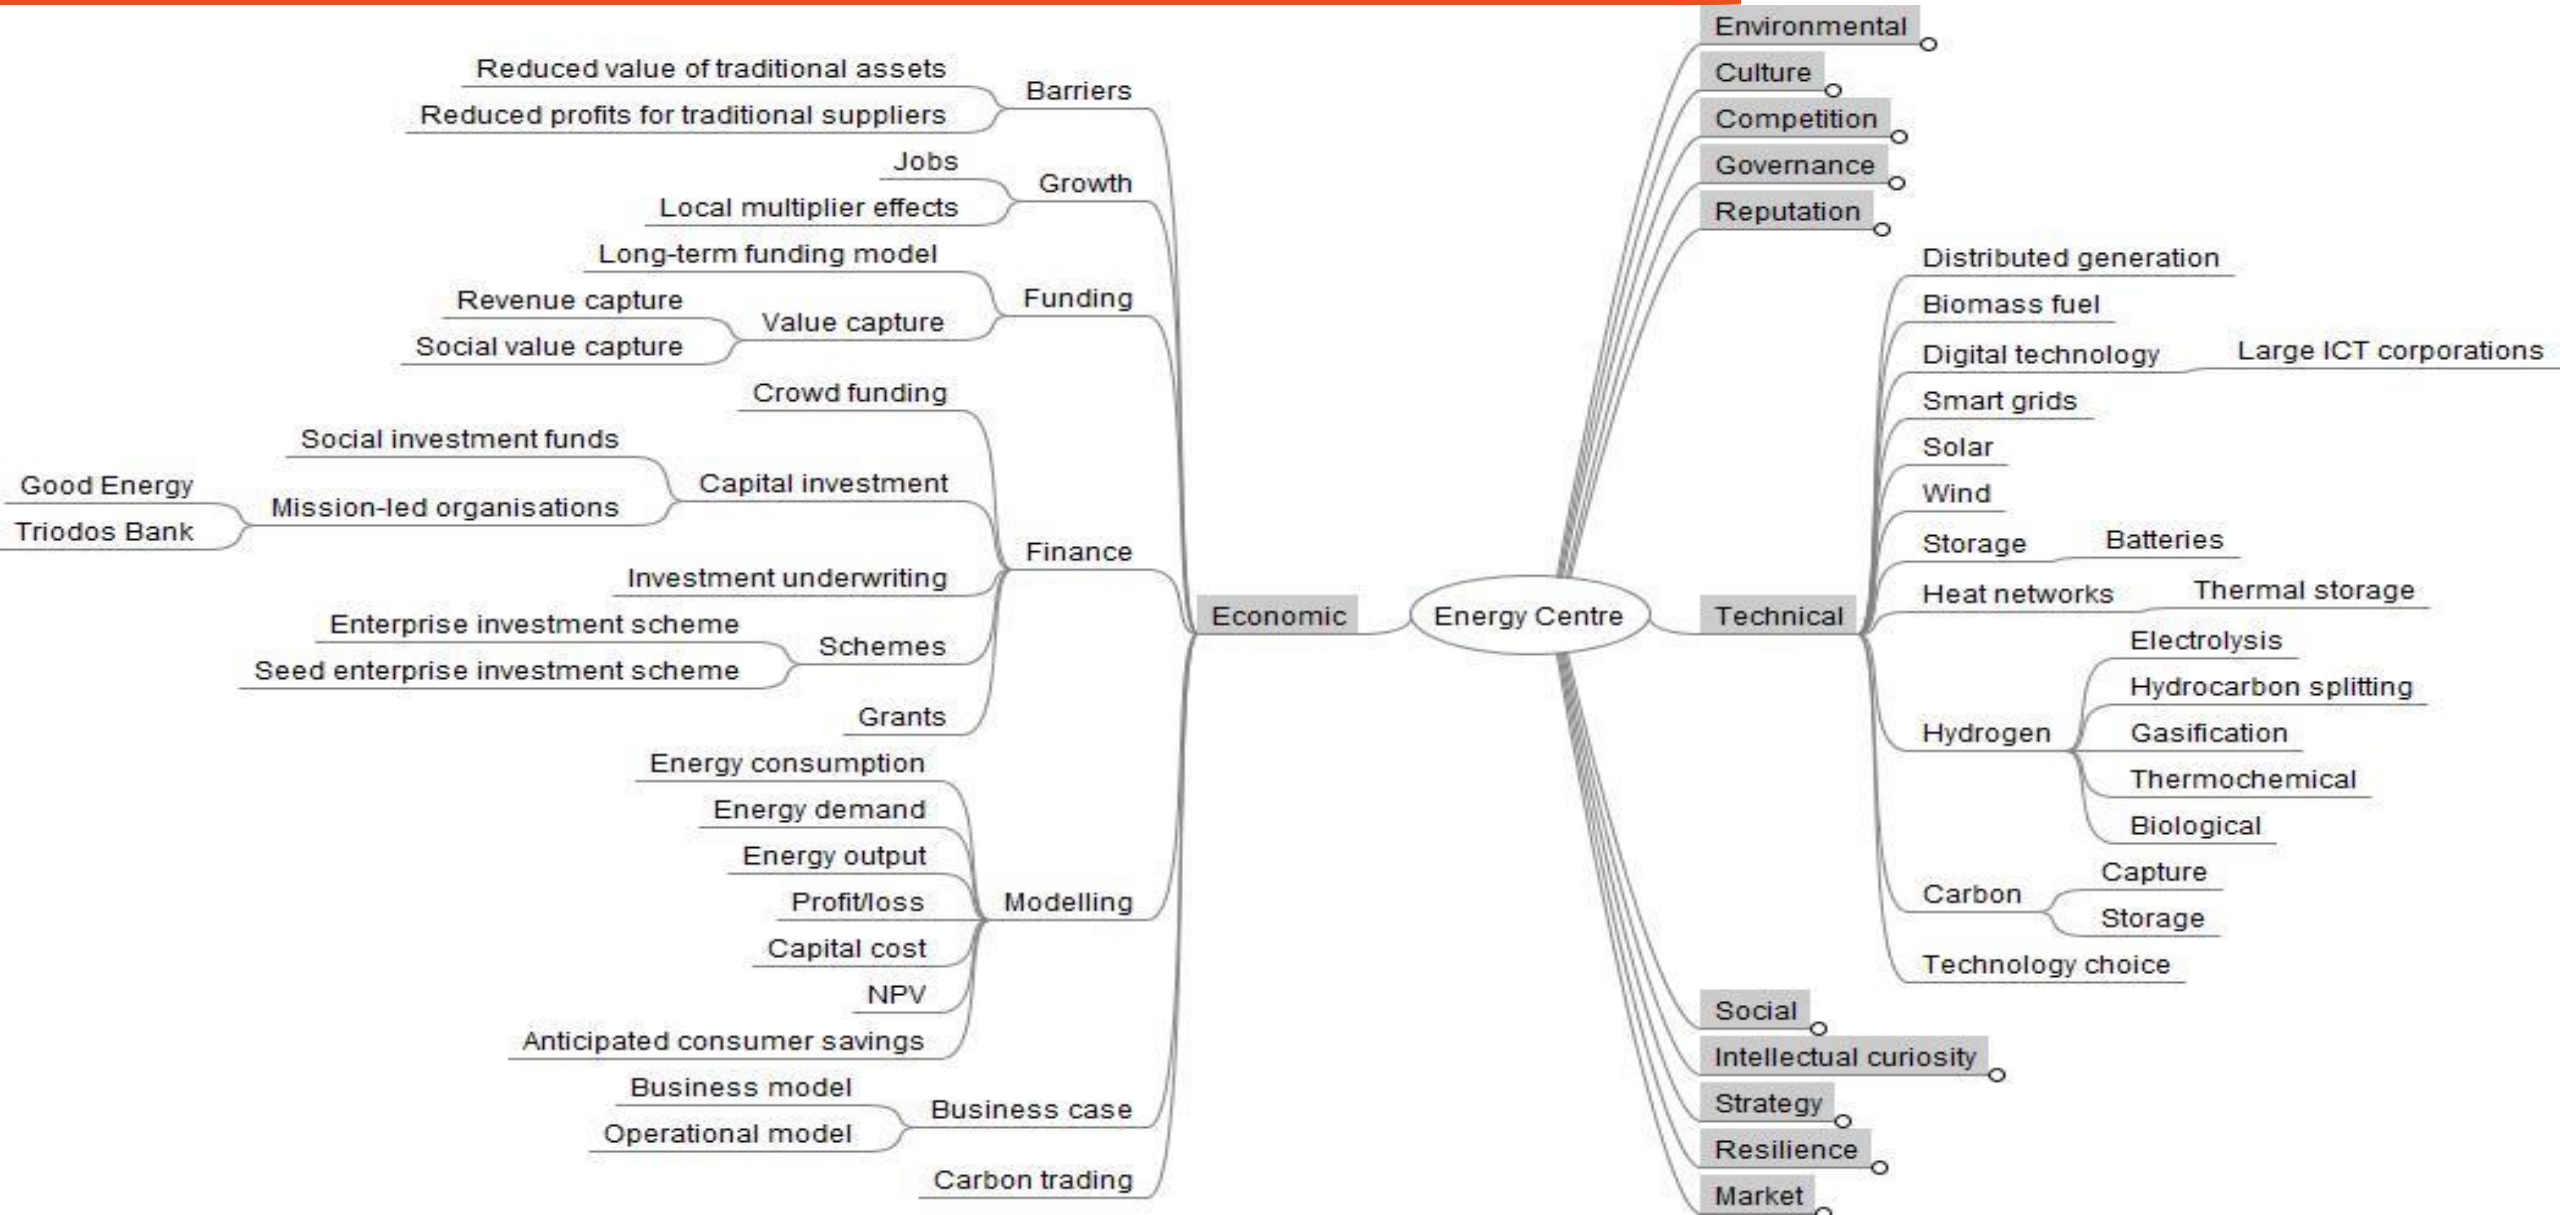 Environmental
Culture
Competition
Governance
Reputation
Reduced value of traditional assets
Reduced profits for traditional suppliers
Barriers
Jobs
Local multiplier effects
Growth
Long-term funding model
Revenue capture
Social value capture
Value capture
Funding
Crowd funding
Social investment funds
Good Energy
Triodos Bank
Mission-led organisations
Capital investment
Investment underwriting
Enterprise investment scheme
Seed enterprise investment scheme
Schemes
Grants
Finance
Energy consumption
Energy demand
Energy output
Profit/loss
Capital cost
NPV
Anticipated consumer savings
Modelling
Business model
Operational model
Business case
Carbon trading
Economic
Energy Centre
Technical
Distributed generation
Biomass fuel
Digital technology
Large ICT corporations
Smart grids
Solar
Wind
Storage
Batteries
Heat networks
Thermal storage
Hydrogen
Electrolysis
Hydrocarbon splitting
Gasification
Thermochemical
Biological
Carbon
Capture
Storage
Technology choice
Social
Intellectual curiosity
Strategy
Resilience
Market